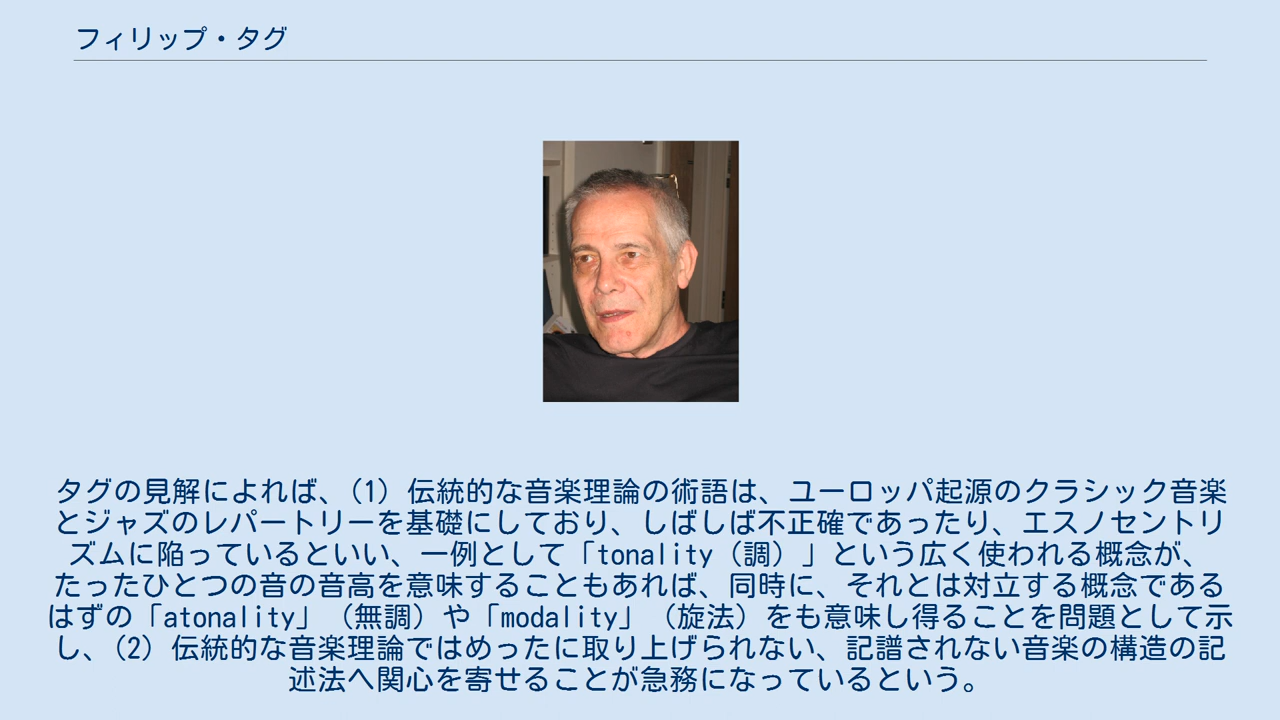 フィリップ・タグ
タグの見解によれば、（1）伝統的な音楽理論の術語は、ユーロッパ起源のクラシック音楽
とジャズのレパートリーを基礎にしており、しばしば不正確であったり、エスノセントリ
ズムに陥っているといい、一例として「tonality（調）」という広く使われる概念が、
たったひとつの音の音高を意味することもあれば、同時に、それとは対立する概念である
はずの「atonality」（無調）や「modality」（旋法）をも意味し得ることを問題として示
し、（2）伝統的な音楽理論ではめったに取り上げられない、記譜されない音楽の構造の記
述法へ関心を寄せることが急務になっているという。